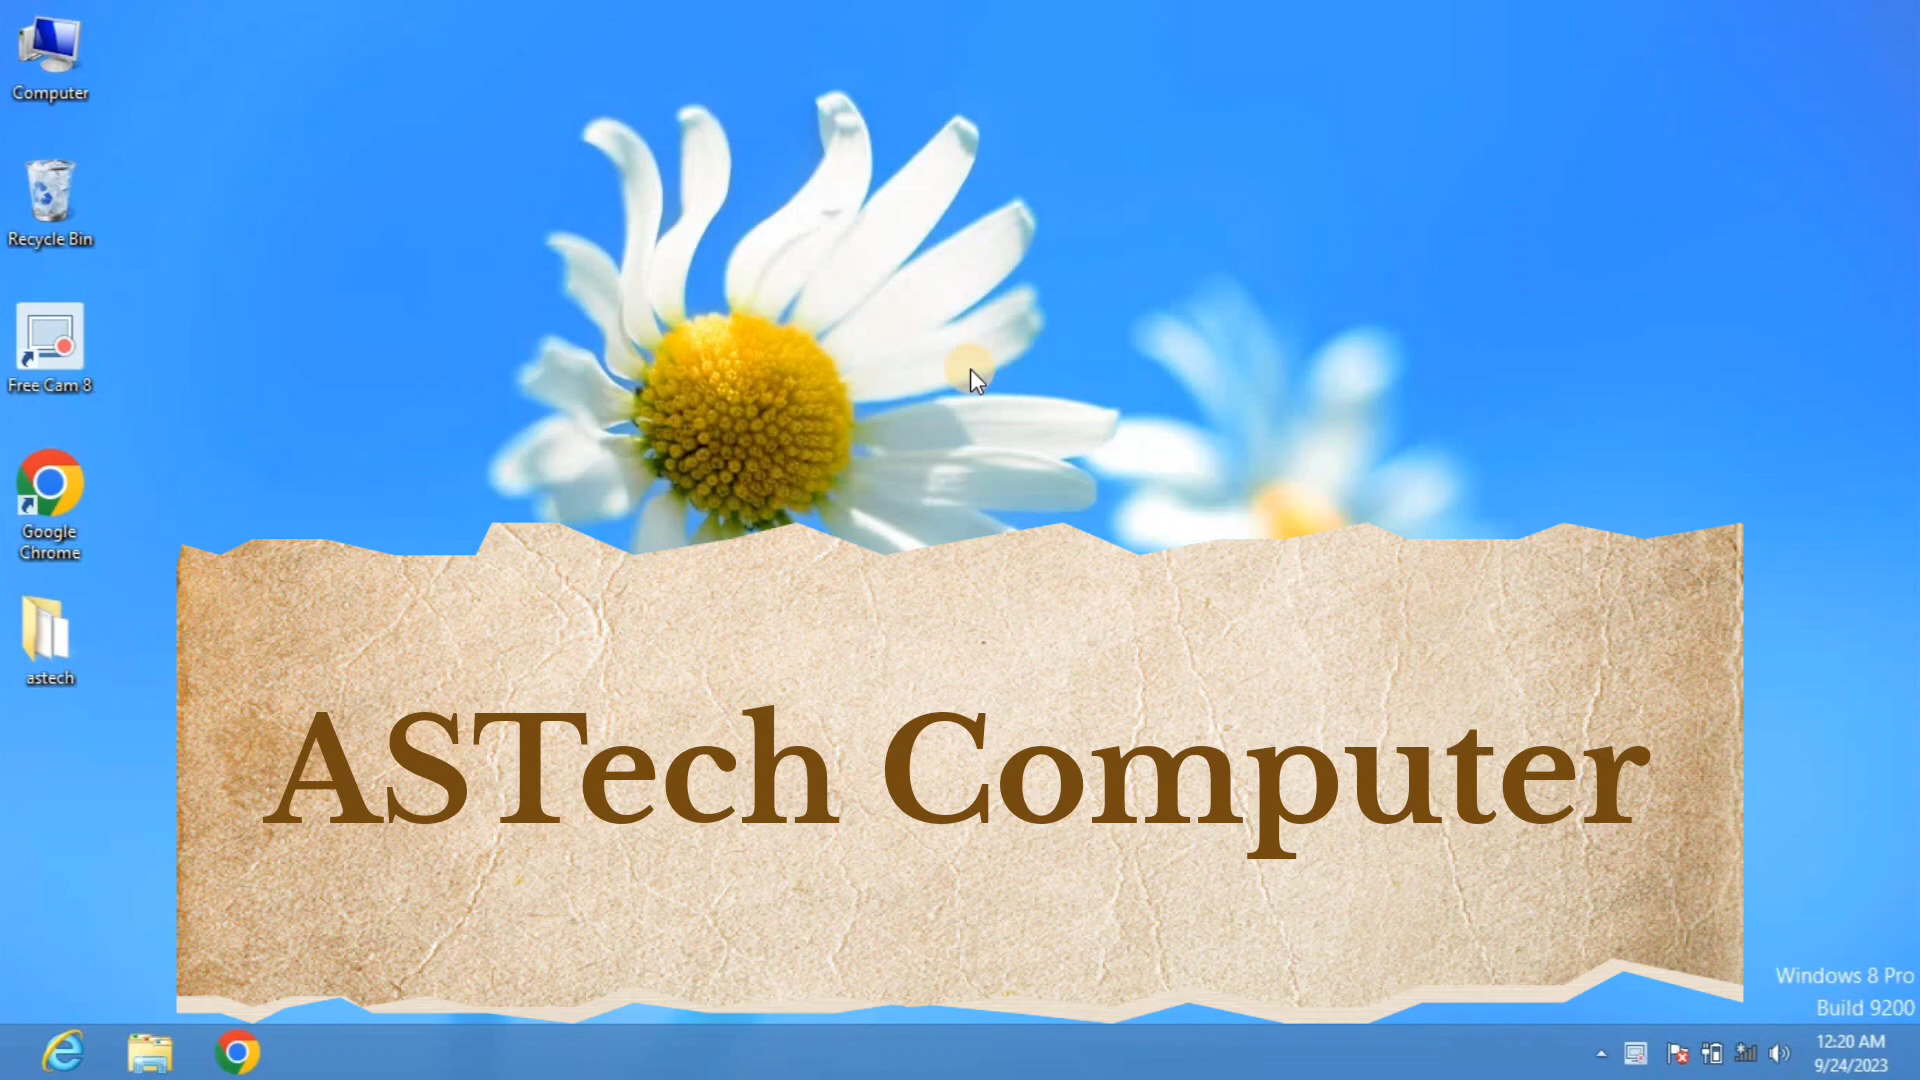 Computer
Recycle Bin
Free Cam 8
Google
Chrome
astech
ASTech Computer
Windows 8 Pro
Build 9200
12:20 AM
9/24/2023